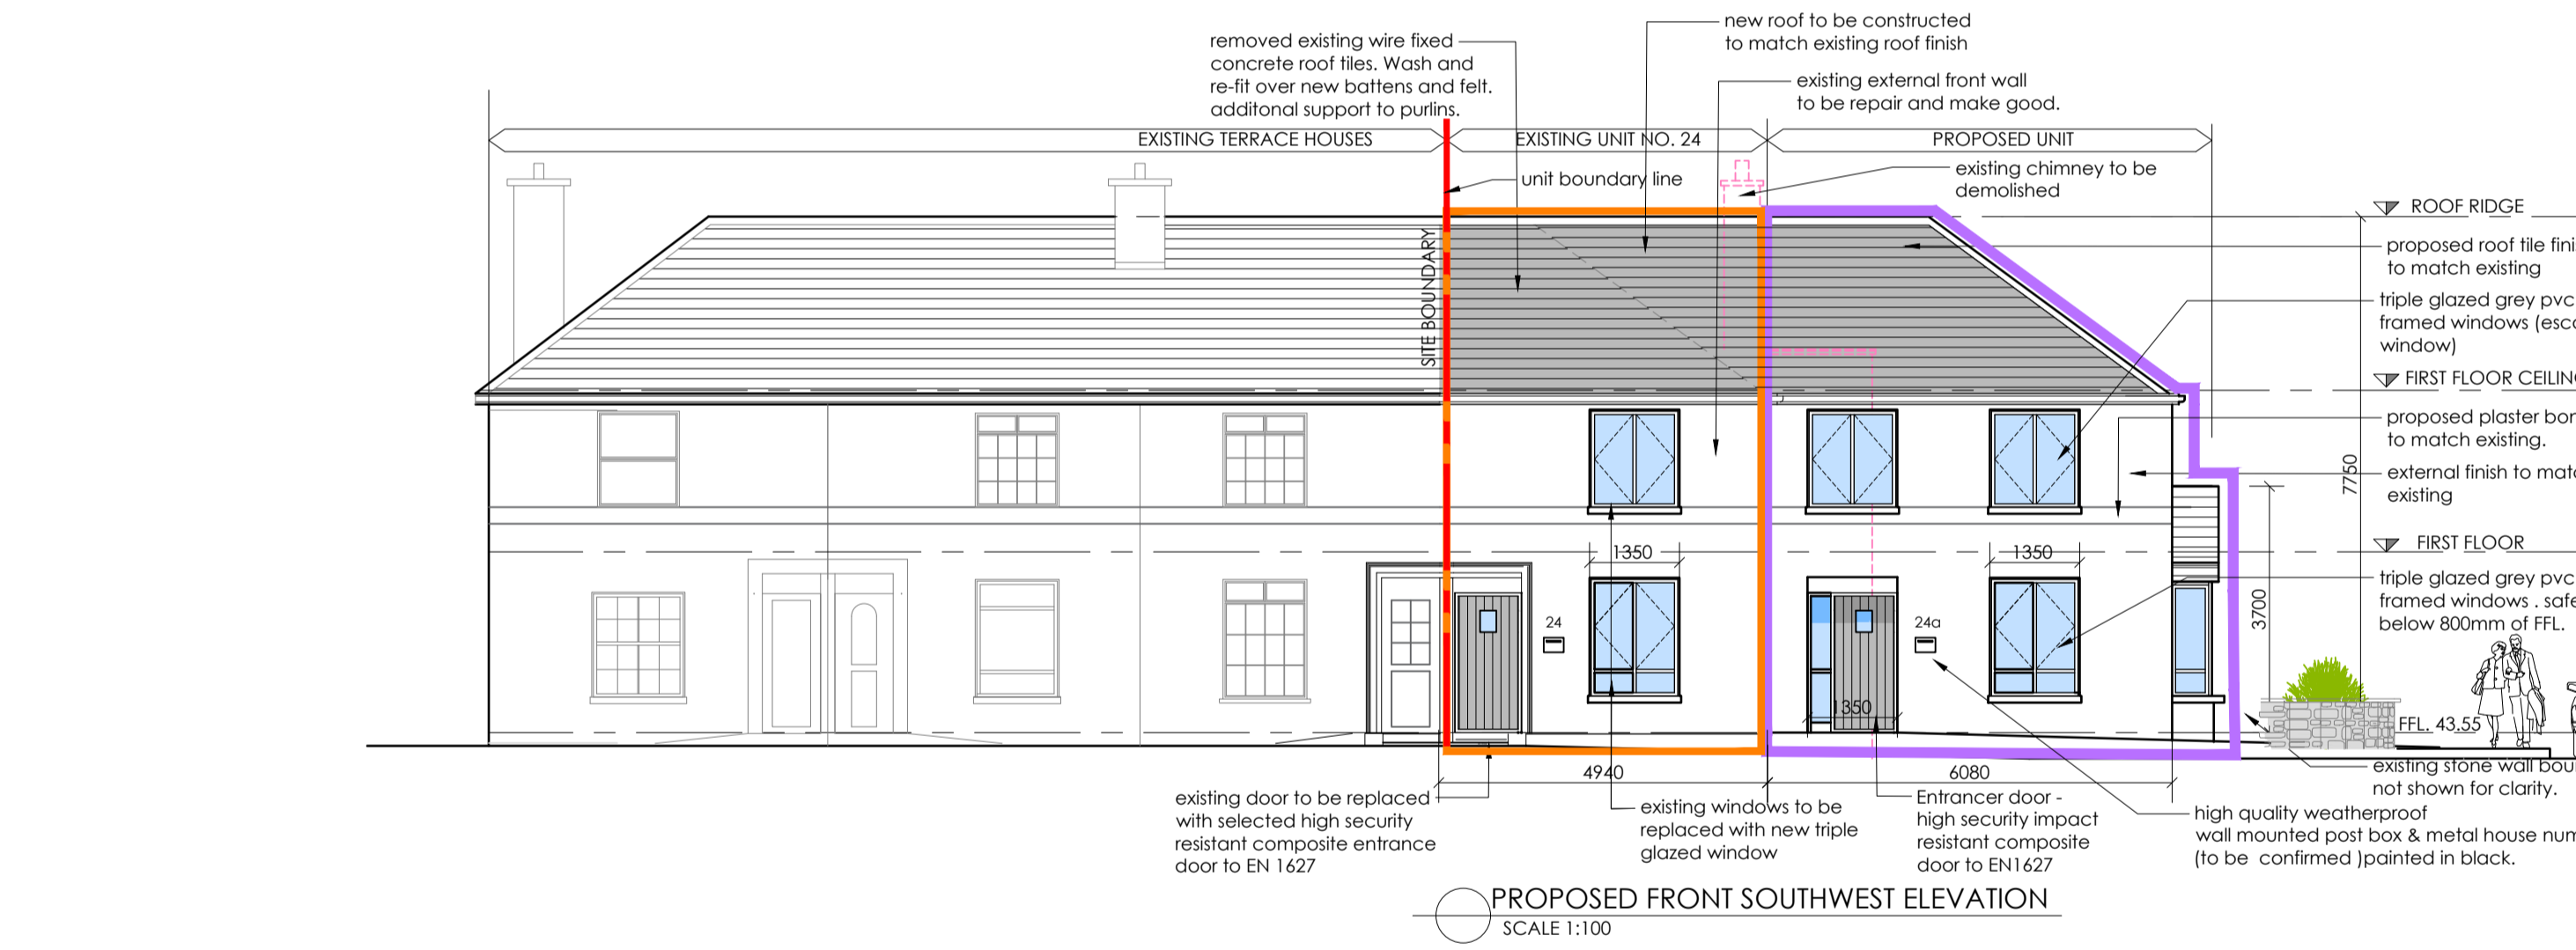 new roof to be constructed
to match existing roof finish
removed existing wire fixed
concrete roof tiles. Wash and
re-fit over new battens and felt.
additonal support to purlins.
existing external front wall
to be repair and make good.
EXISTING TERRACE HOUSES
EXISTING UNIT NO. 24
PROPOSED UNIT
existing chimney to be
demolished
unit boundary line
SITE BOUNDARY
ROOF RIDGE
proposed roof tile fini
to match existing
triple glazed grey pvc
framed windows (esc
window)
FIRST FLOOR CEILIN
proposed plaster
to match existing.
external finish to mat
existing
7750
FIRST FLOOR
1350
1350
triple glazed grey pvc
framed windows . safe
below 800mm of FFL.
3700
24
24a
1350
FFL. 43.55
4940
6080
existing stone wall bou
not shown for clarity.
existing door to be replaced
with selected high security
resistant composite entrance
door to EN 1627
existing windows to be
replaced with new triple
glazed window
Entrancer door -
high security impact
resistant composite
door to EN1627
high quality weatherproof
wall mounted post box & metal house num
(to be confirmed )painted in black.
PROPOSED FRONT SOUTHWEST ELEVATION
SCALE 1:100